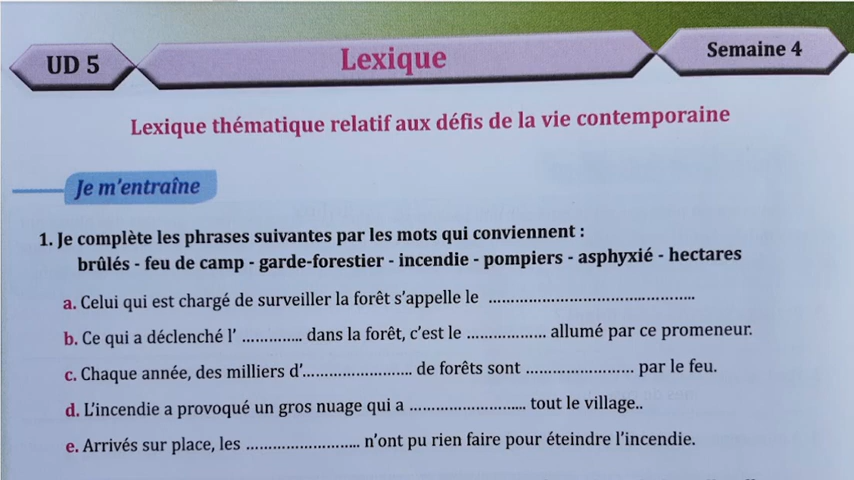 UD 5
Lexique
Semaine 4
Lexique thématique relatif aux défis de la vie contemporaine
Je m'entraîne
1. Je complète les phrases suivantes par les mots qui conviennent :
brûlés - feu de camp - garde-forestier - incendie - pompiers - asphyxié - hectares
a. Celui qui est chargé de surveiller la forêt s'appelle le ................................................
b. Ce qui a déclenché l' .............. dans la forêt, c'est le .................. allumé par ce promeneur.
c. Chaque année, des milliers d'......................... de forêts sont ........................ par le feu.
d. L'incendie a provoqué un gros nuage qui a .......................... tout le village..
e. Arrivés sur place, les .......................... n'ont pu rien faire pour éteindre l'incendie.